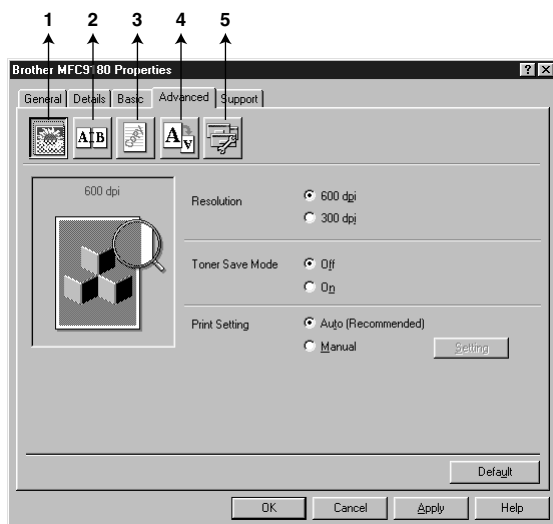 1 2 3 4 5
Brother MFC9180 Properties
General Details Basic Advanced Support
A B Copy A A
600 dpi
Resolution
600 dpi
300 dpi
Toner Save Mode
Off
On
Print Setting
Auto (Recommended)
Manual
Setting
Default
OK Cancel Apply Help